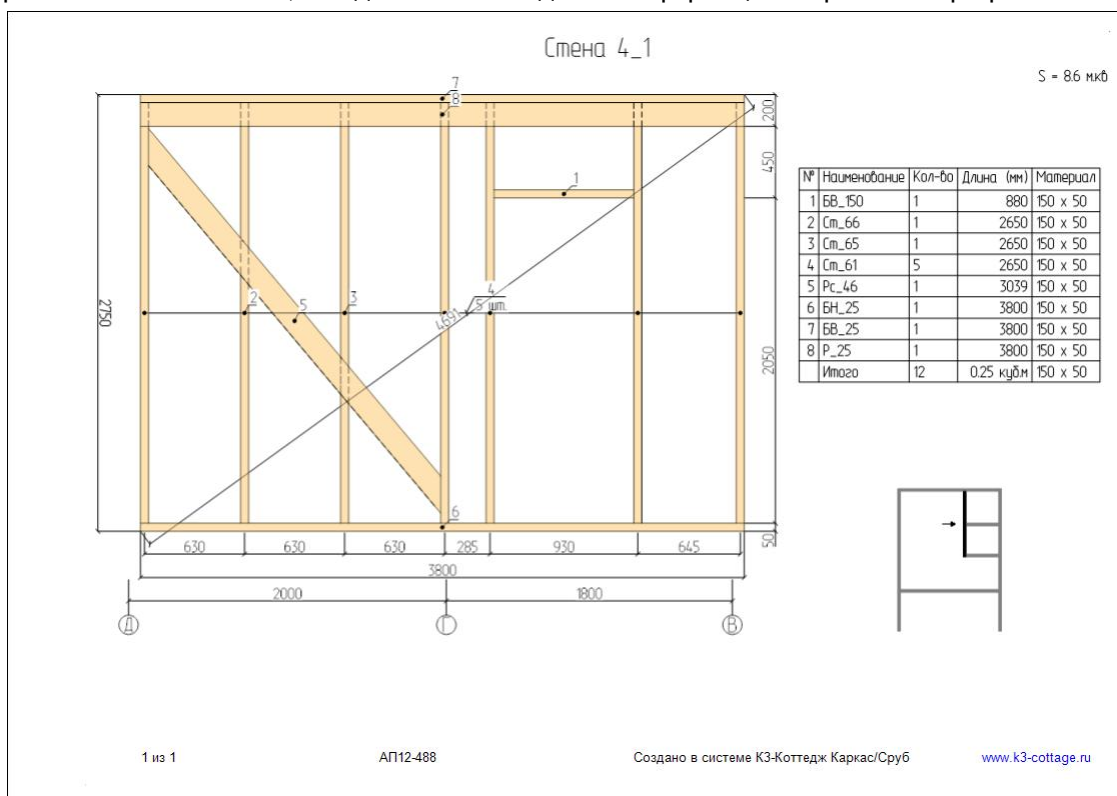 Стена 4_1
S = 8.6 м.кв
7
8
200
450
1
2750
2
5
3
4
5 шт.
4691
2050
6
50
630
630
630
285
930
645
3800
2000
1800
Д
Г
В
№ Наименование Кол-во Длина (мм) Материал
1 БВ_150 1 880 150 x 50
2 Ст_66 1 2650 150 x 50
3 Ст_65 1 2650 150 x 50
4 Ст_61 5 2650 150 x 50
5 Рс_46 1 3039 150 x 50
6 БН_25 1 3800 150 x 50
7 БВ_25 1 3800 150 x 50
8 Р_25 1 3800 150 x 50
Итого 12 0.25 куб.м 150 x 50
1 из 1
АП12-488
Создано в системе К3-Коттедж Каркас/Сруб
www.k3-cottage.ru